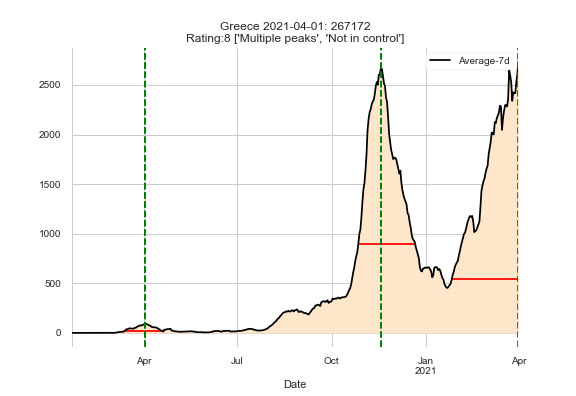 Greece 2021-04-01: 267172
Rating:8 ['Multiple peaks', 'Not in control']
Average-7d
2500
2000
1500
1000
500
0
Apr
Jul
Oct
Jan
2021
Apr
Date